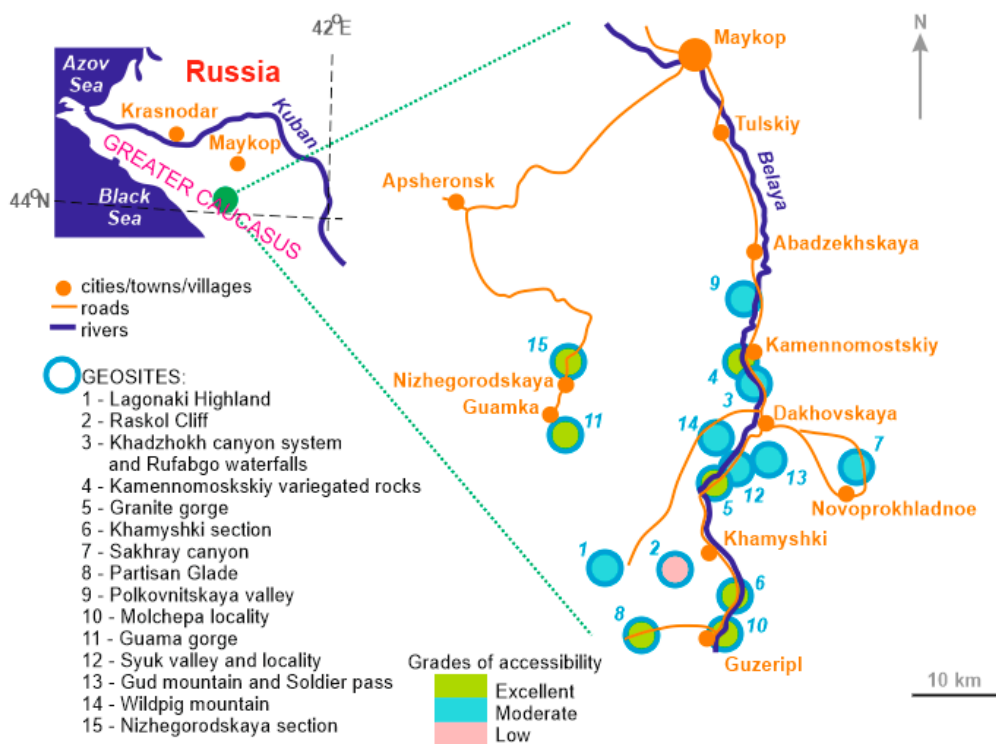 42°E
Azov
Sea
Russia
Krasnodar
Kuban
Maykop
GREATER CAUCASUS
44°N
Black
Sea
cities/towns/villages
roads
rivers
GEOSITES:
1 - Lagonaki Highland
2 - Raskol Cliff
3 - Khadzhokh canyon system
and Rufabgo waterfalls
4 - Kamennomoskskiy variegated rocks
5 - Granite gorge
6 - Khamyshki section
7 - Sakhray canyon
8 - Partisan Glade
9 - Polkovnitskaya valley
10 - Molchepa locality
11 - Guama gorge
12 - Syuk valley and locality
13 - Gud mountain and Soldier pass
14 - Wildpig mountain
15 - Nizhegorodskaya section
Grades of accessibility
Excellent
Moderate
Low
N
Maykop
Tulskiy
Belaya
Apsheronsk
Abadzekhskaya
9
15
Kamennomostskiy
4
3
Nizhegorodskaya
Guamka
11
Dakhovskaya
14
7
12
13
5
Novoprokhladnoe
Khamyshki
1
2
6
8
10
Guzeripl
10 km